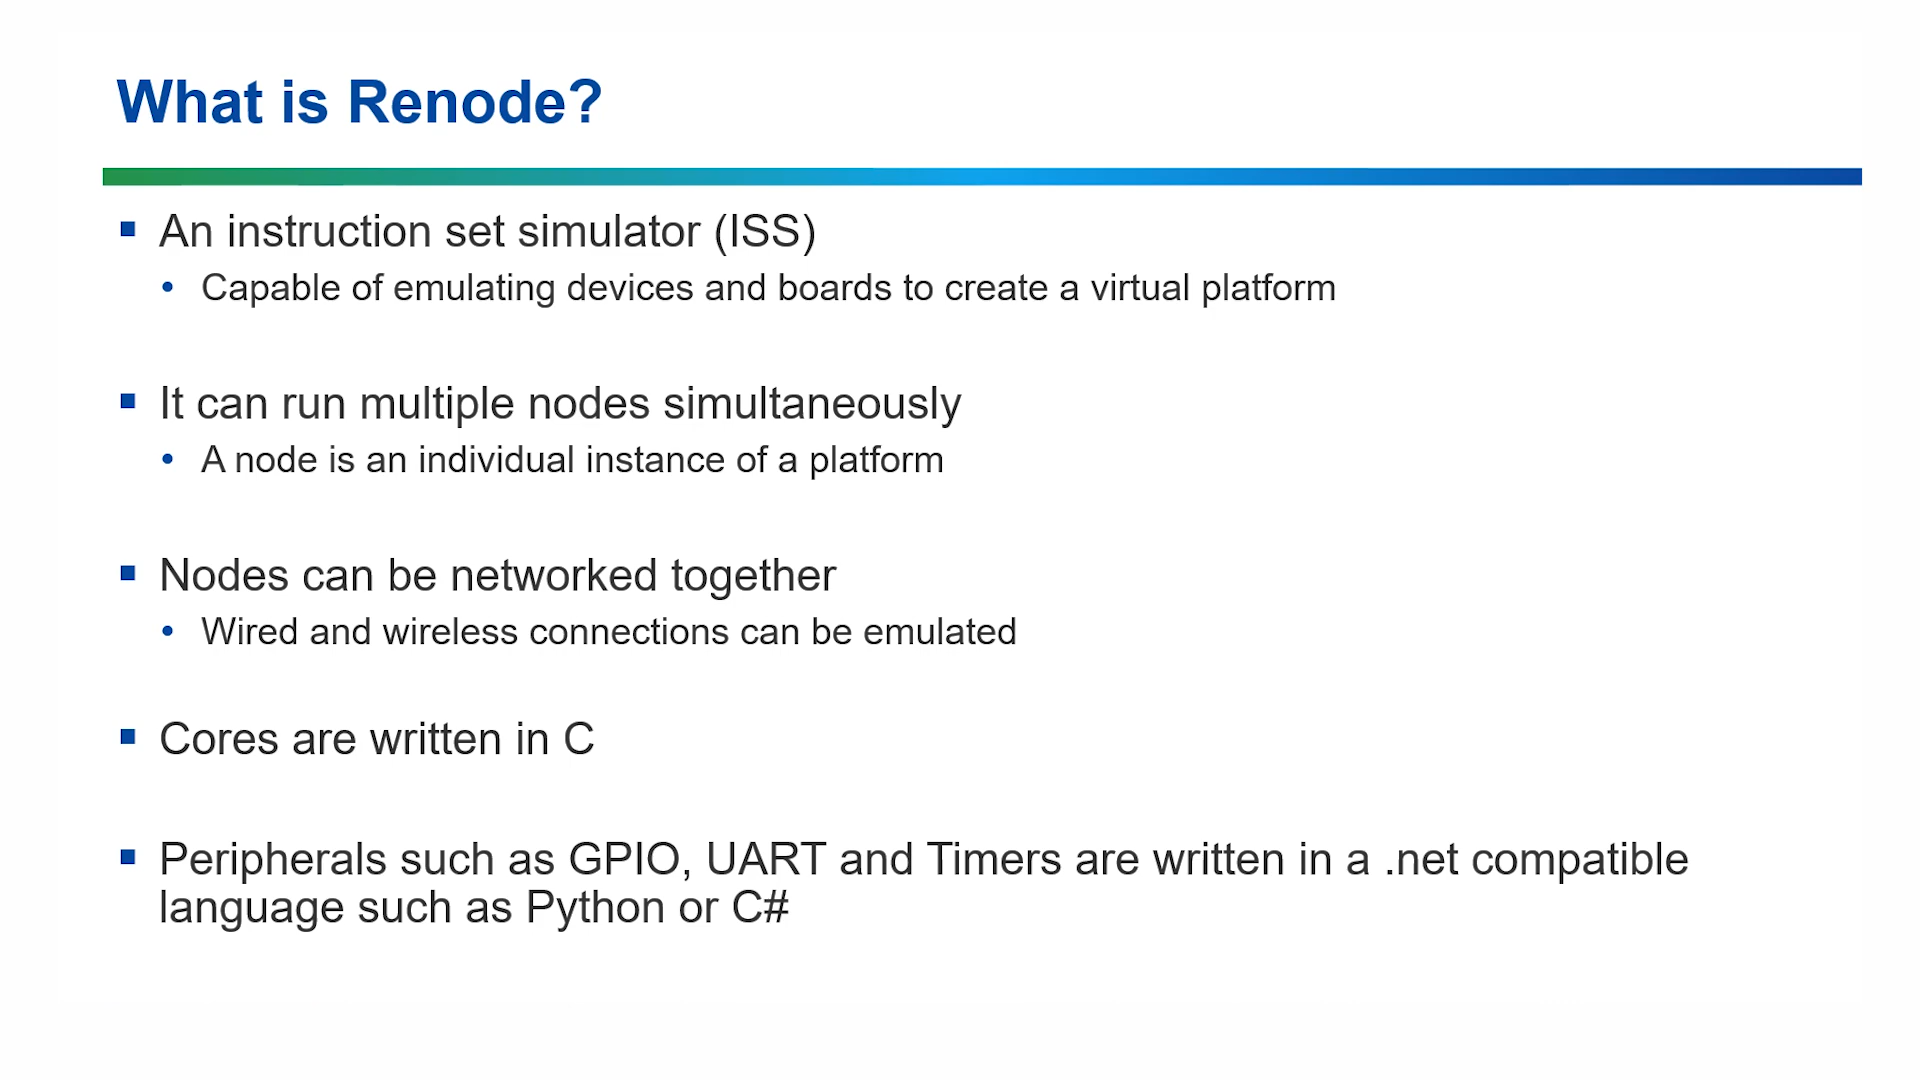 What is Renode?
An instruction set simulator (ISS)
Capable of emulating devices and boards to create a virtual platform
It can run multiple nodes simultaneously
A node is an individual instance of a platform
Nodes can be networked together
Wired and wireless connections can be emulated
Cores are written in C
Peripherals such as GPIO, UART and Timers are written in a .net compatible
language such as Python or C#